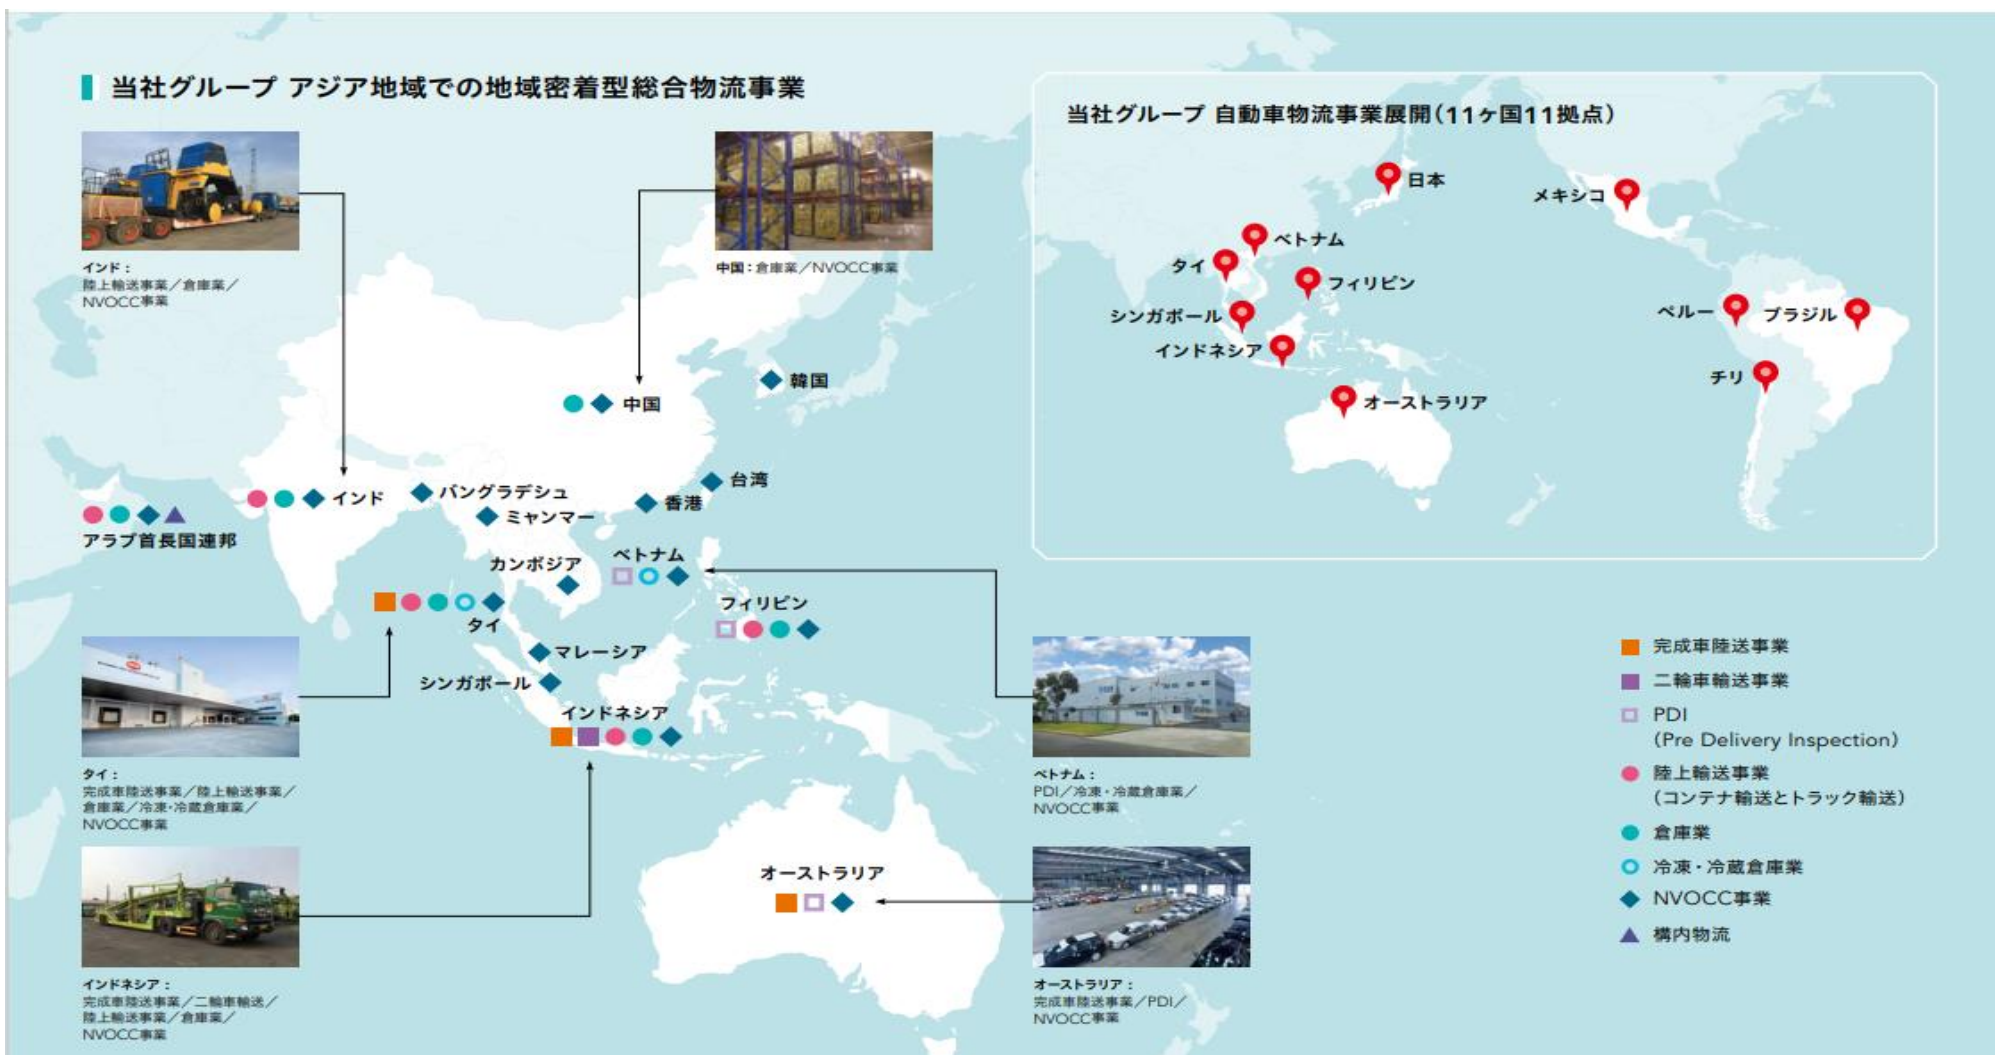 当社グループ アジア地域での地域密着型総合物流事業
インド：
陸上輸送事業／倉庫業／
NVOCC事業
中国：倉庫業／NVOCC事業
韓国
中国
台湾
香港
インド
バングラデシュ
ミャンマー
アラブ首長国連邦
カンボジア
ベトナム
フィリピン
タイ
マレーシア
シンガポール
インドネシア
オーストラリア
タイ：
完成車陸送事業／陸上輸送事業／
倉庫業／冷凍・冷蔵倉庫業／
NVOCC事業
インドネシア：
完成車陸送事業／二輪車輸送／
陸上輸送事業／倉庫業／
NVOCC事業
ベトナム：
PDI／冷凍・冷蔵倉庫業／
NVOCC事業
オーストラリア：
完成車陸送事業／PDI／
NVOCC事業
当社グループ 自動車物流事業展開（11ヶ国11拠点）
日本
メキシコ
ベトナム
タイ
フィリピン
シンガポール
インドネシア
ペルー
ブラジル
チリ
オーストラリア
完成車陸送事業
二輪車輸送事業
PDI
(Pre Delivery Inspection)
陸上輸送事業
（コンテナ輸送とトラック輸送）
倉庫業
冷凍・冷蔵倉庫業
NVOCC事業
構内物流